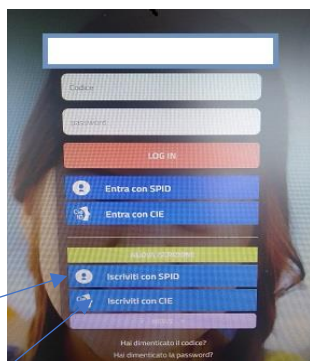 Codice
password
LOG IN
Entra con SPID
Entra con CIE
NUOVA ISCRIZIONE
Iscriviti con SPID
Iscriviti con CIE
Hai dimenticato il codice?
Hai dimenticato la password?